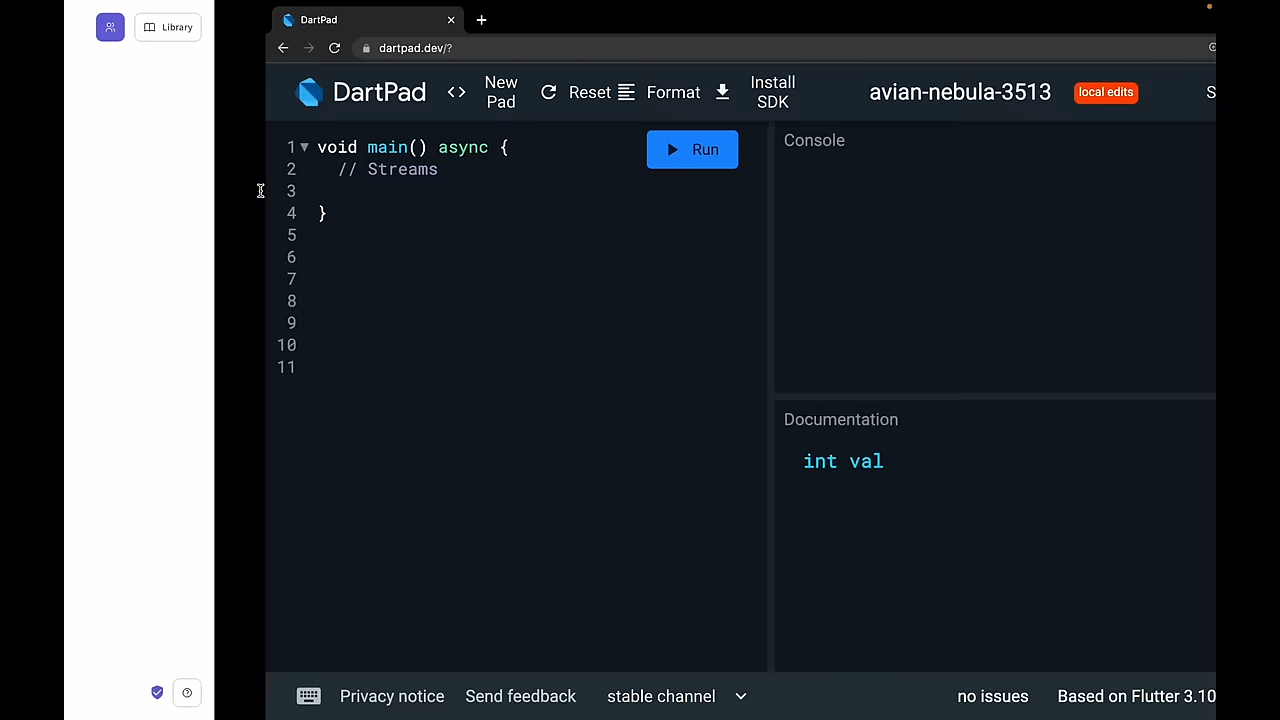 Library
DartPad
dartpad.dev/?
DartPad
<> New Pad
Reset
Format
Install SDK
avian-nebula-3513
local edits
S
1 void main() async {
2 // Streams
3
4 }
5
6
7
8
9
10
11
Run
Console
Documentation
int val
Privacy notice
Send feedback
stable channel
no issues
Based on Flutter 3.10